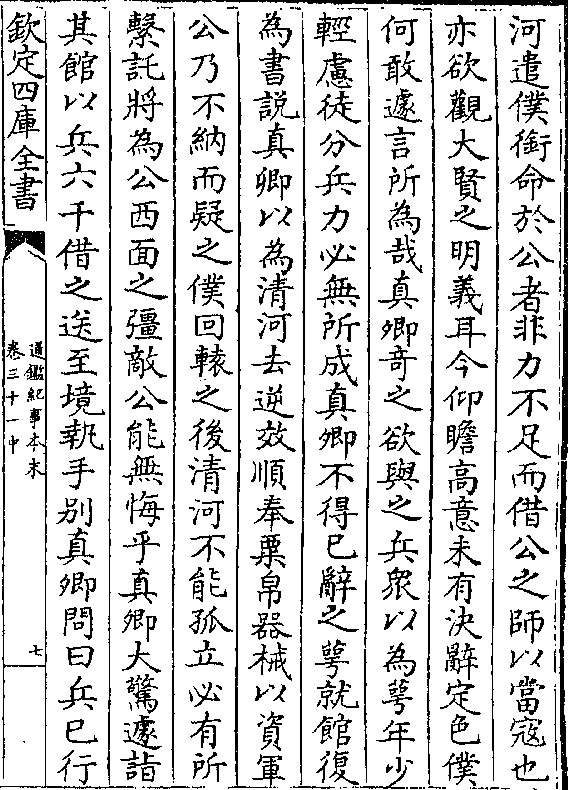 河遣僕銜命於公者非力不足而借公之師以當寇也
亦欲觀大賢之明義耳今仰瞻高意未有決辭定色僕
何敢遽言所為哉真卿竒之欲與之兵衆以為萼年少
輕慮徒分兵力必無所成真卿不得已辭之萼就館復
為書説真卿以為清河去逆效順奉粟帛器械以資軍
公乃不納而疑之僕回轅之後清河不能孤立必有所
繫託將為公西面之彊敵公能無悔乎真卿大驚遽詣
其館以兵六千借之送至境執手别真卿問曰兵已行
欽定四庫全書
通鑑紀事本末
卷三十一中
七